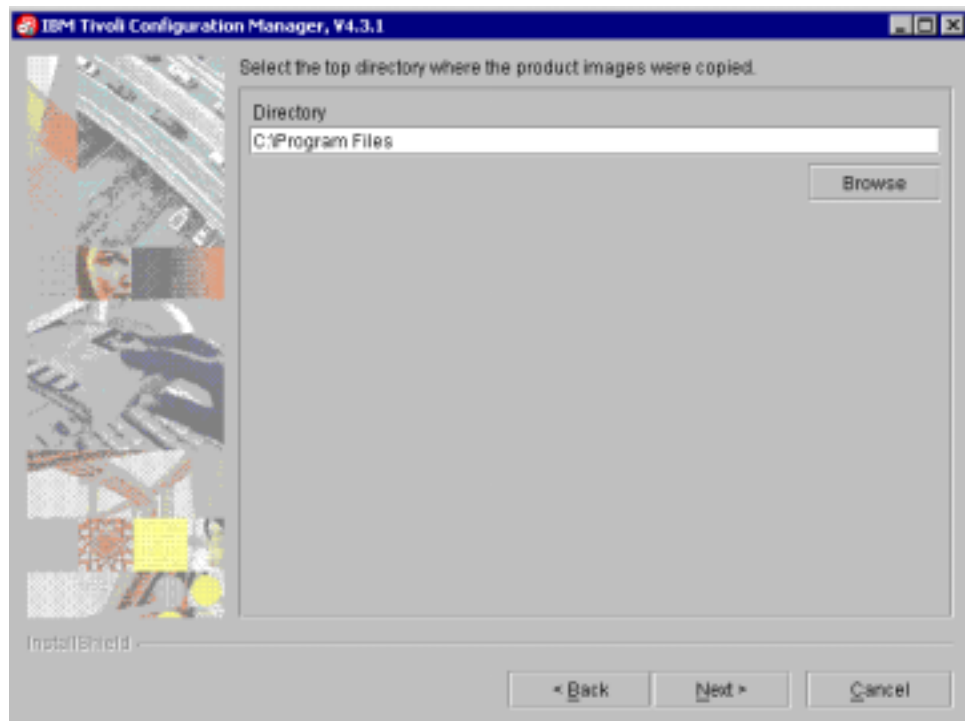 IBM Tivoli Configuration Manager, V4.3.1
Select the top directory where the product images were copied.
Directory
C:\Program Files
Browse
InstallShield
< Back
Next >
Cancel